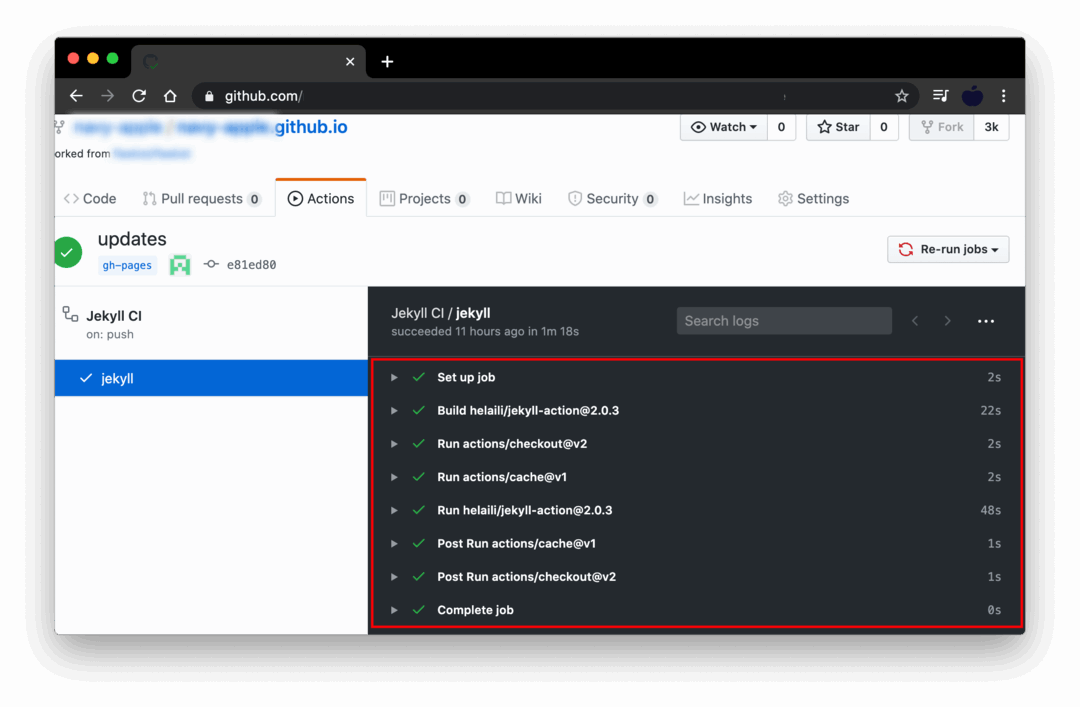 github.com/
github.io
Watch 0 Star 0 Fork 3k
orked from
Code Pull requests 0 Actions Projects 0 Wiki Security 0 Insights Settings
updates
gh-pages e81ed80
Re-run jobs
Jekyll CI
on: push
jekyll
Jekyll CI / jekyll
succeeded 11 hours ago in 1m 18s
Search logs
Set up job 2s
Build helaili/jekyll-action@2.0.3 22s
Run actions/checkout@v2 2s
Run actions/cache@v1 2s
Run helaili/jekyll-action@2.0.3 48s
Post Run actions/cache@v1 1s
Post Run actions/checkout@v2 1s
Complete job 0s